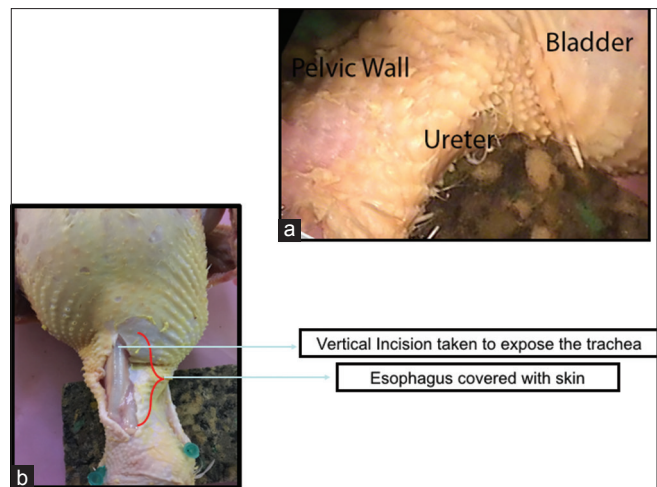 Pelvic Wall
Bladder
Ureter
a
Vertical Incision taken to expose the trachea
Esophagus covered with skin
b